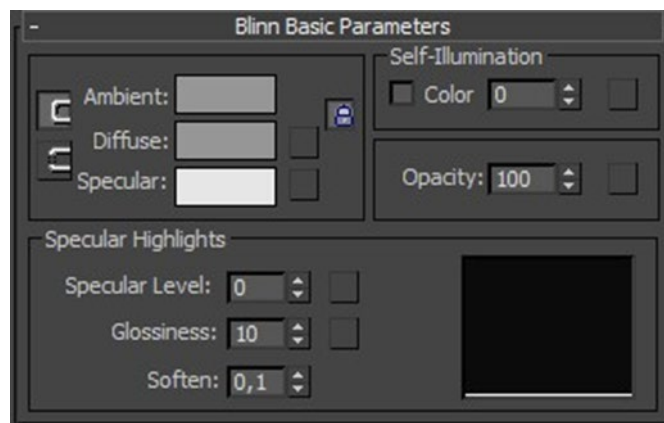 - Blinn Basic Parameters
Self-Illumination
Ambient:
Color 0
Diffuse:
Specular:
Opacity: 100
Specular Highlights
Specular Level: 0
Glossiness: 10
Soften: 0,1